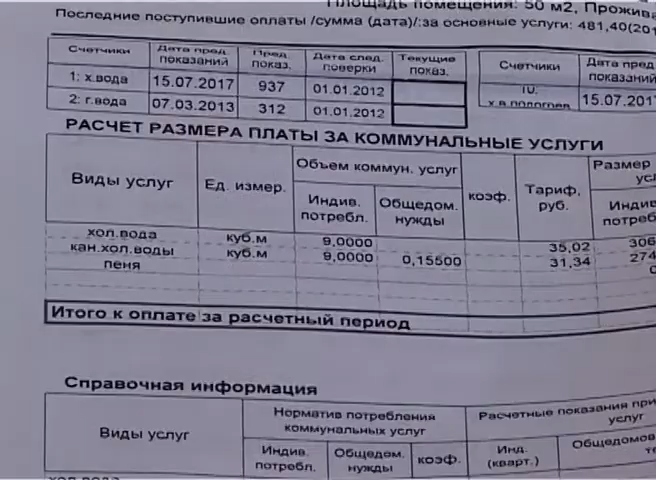 Площадь помещения: 50 м2, Прожива
Последние поступившие оплаты /сумма (дата)/:за основные услуги: 481,40(201
Счетчики Дата пред. показаний Пред. показ. Дата след. поверки Текущие показ. Счетчики Дата пред показаний
1: х.вода 15.07.2017 937 01.01.2012 15.07.201
2: г.вода 07.03.2013 312 01.01.2012
РАСЧЕТ РАЗМЕРА ПЛАТЫ ЗА КОММУНАЛЬНЫЕ УСЛУГИ
Виды услуг Ед. измер. Объем коммун. услуг коэф. Тариф, руб. Размер
Индив. потребл. Общедом. нужды Индив потреб
хол.вода куб.м 9,0000 35,02 306
кан.хол.воды куб.м 9,0000 0,15500 31,34 274
пеня
Итого к оплате за расчетный период
Справочная информация
Виды услуг Норматив потребления коммунальных услуг Расчетные показания при услуг
Индив. потребл. Общедом. нужды коэф. Инд. (кварт.) Общедомов